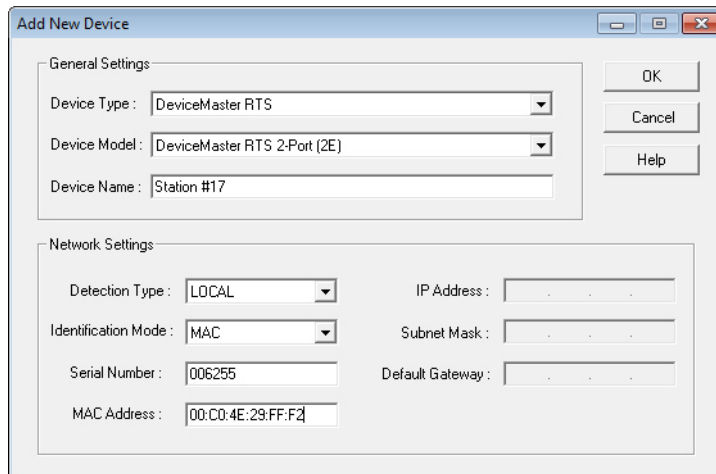 Add New Device
General Settings
Device Type : DeviceMaster RTS
Device Model : DeviceMaster RTS 2-Port (2E)
Device Name : Station #17
OK
Cancel
Help
Network Settings
Detection Type : LOCAL
Identification Mode : MAC
Serial Number : 006255
MAC Address : 00:C0:4E:29:FF:F2
IP Address : . . .
Subnet Mask : . . .
Default Gateway : . . .